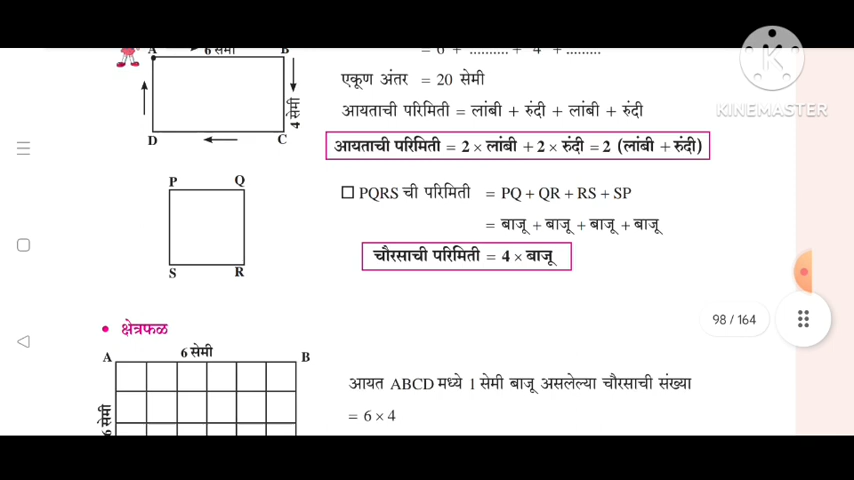 A 6 सेमी B
= 6 + .......... + 4 + .........
एकूण अंतर = 20 सेमी
4 सेमी
आयताची परिमिती = लांबी + रुंदी + लांबी + रुंदी
D C
आयताची परिमिती = 2 × लांबी + 2 × रुंदी = 2 (लांबी + रुंदी)
P Q
□ PQRS ची परिमिती = PQ + QR + RS + SP
= बाजू + बाजू + बाजू + बाजू
चौरसाची परिमिती = 4 × बाजू
S R
• क्षेत्रफळ
6 सेमी
A B
आयत ABCD मध्ये 1 सेमी बाजू असलेल्या चौरसाची संख्या
= 6 × 4
98 / 164
K
KINEMASTER